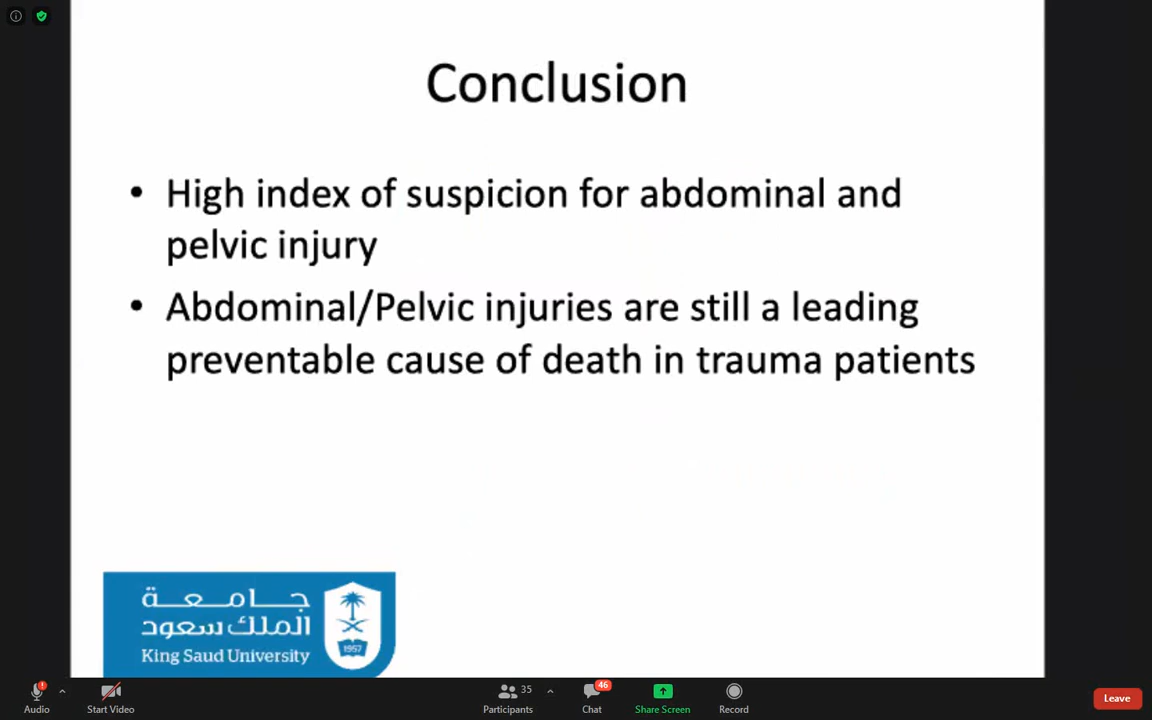 Conclusion
• High index of suspicion for abdominal and
pelvic injury
• Abdominal/Pelvic injuries are still a leading
preventable cause of death in trauma patients
جامعة
الملك سعود
King Saud University
1957
Audio
Start Video
35
Participants
46
Chat
Share Screen
Record
Leave